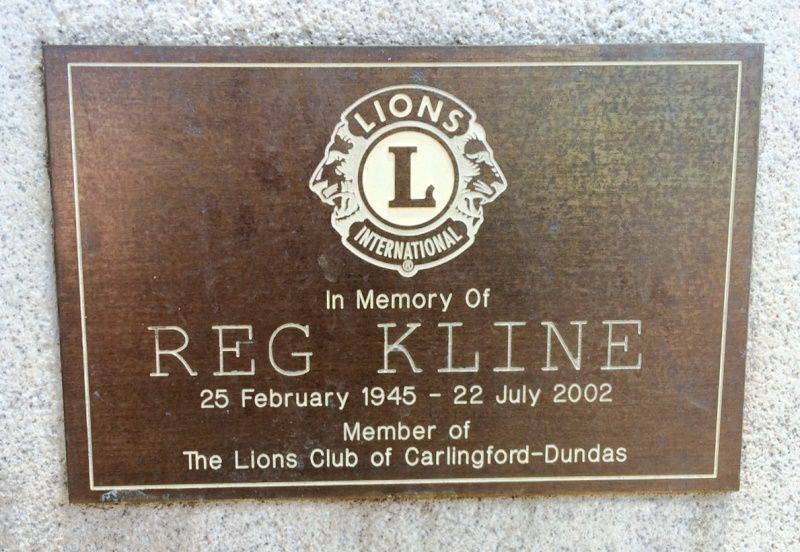 LIONS
L
INTERNATIONAL
®
In Memory Of
REG KLINE
25 February 1945 - 22 July 2002
Member of
The Lions Club of Carlingford-Dundas